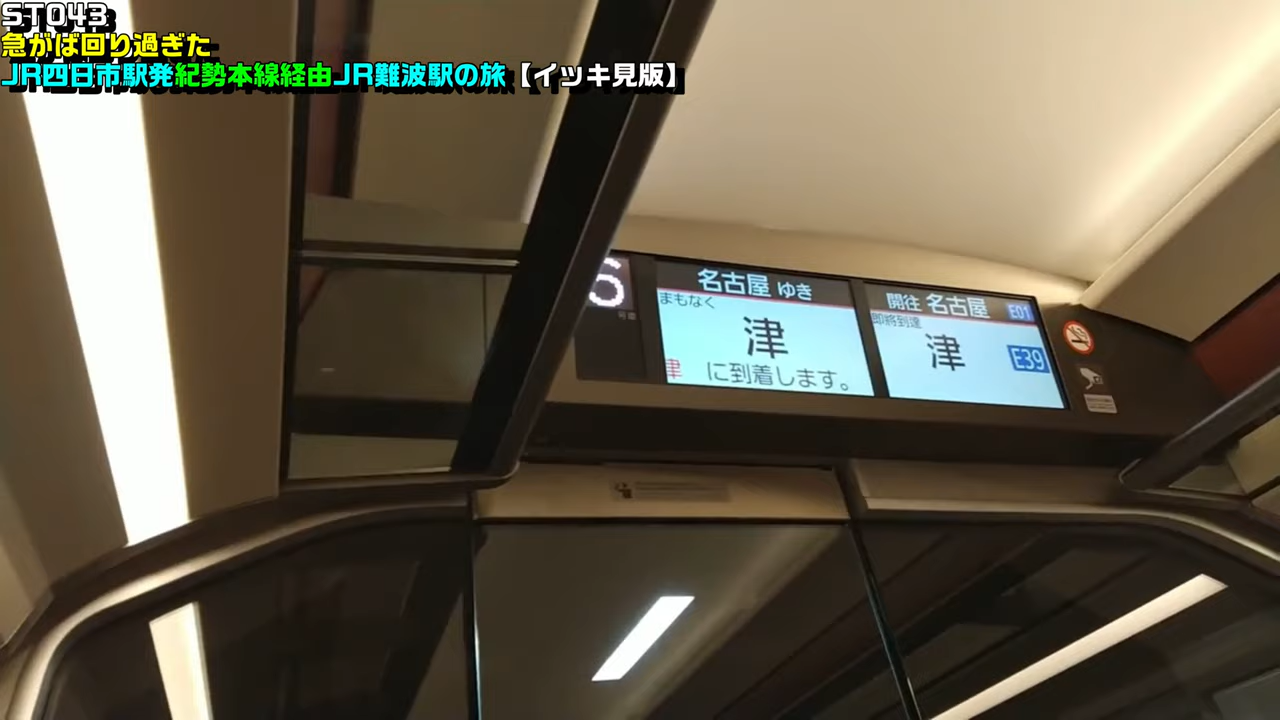 ST043
急がば回り過ぎた
JR四日市駅発紀勢本線経由JR難波駅の旅【イッキ見版】
6
号車
名古屋 ゆき
まもなく
津
津 に到着します。
開往 名古屋 E01
即將到達
津 E39